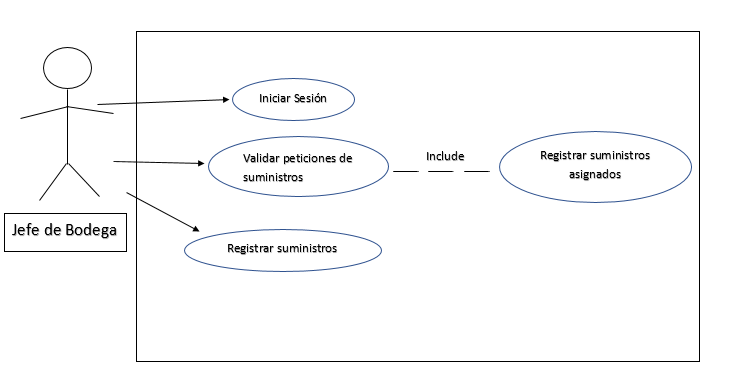 Iniciar Sesión
Validar peticiones de
suministros
Include
Registrar suministros
asignados
Jefe de Bodega
Registrar suministros